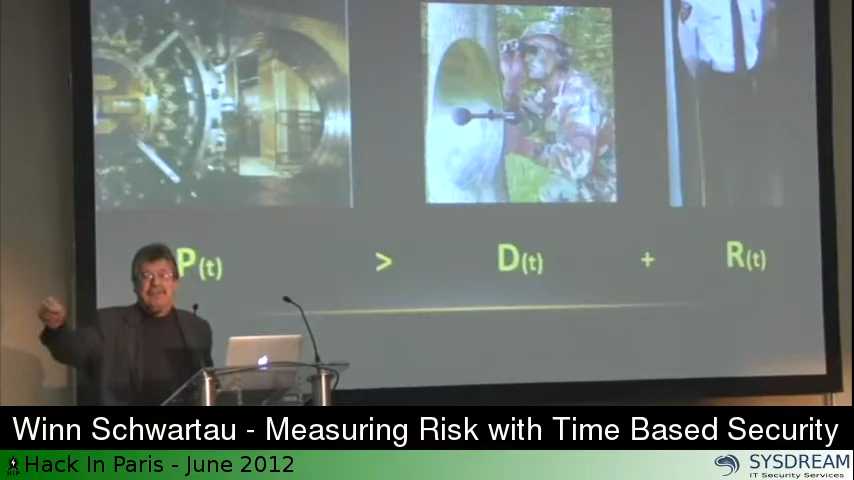 P(t) > D(t) + R(t)
Winn Schwartau - Measuring Risk with Time Based Security
Hack In Paris - June 2012
SYSDREAM
IT Security Services